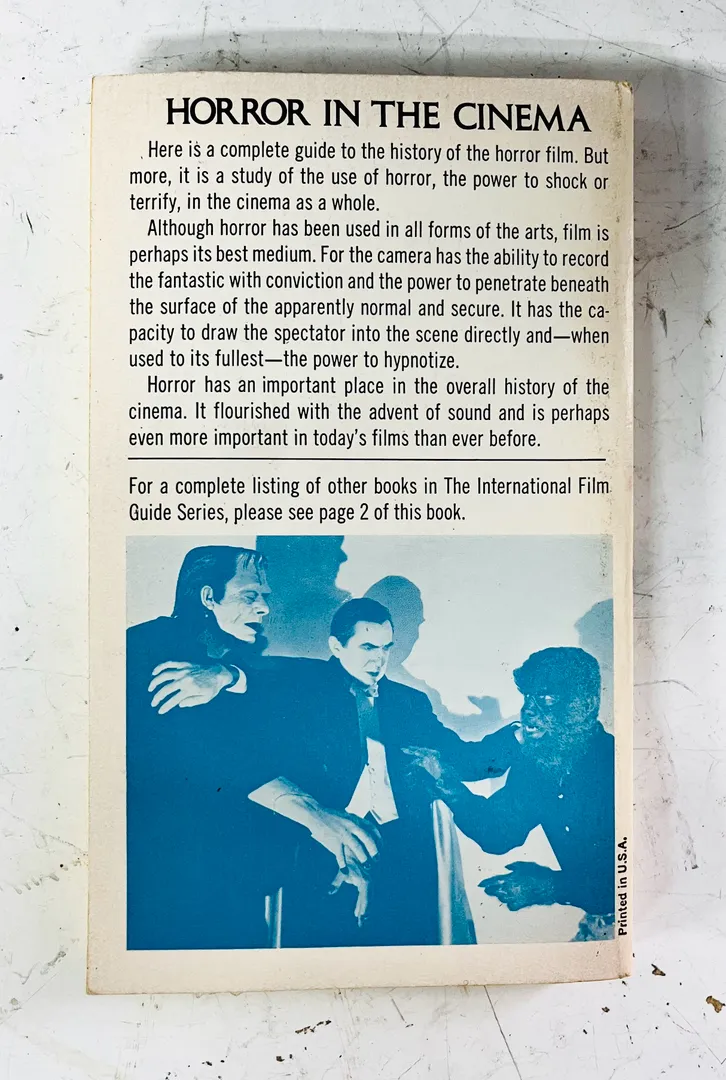 HORROR IN THE CINEMA
Here is a complete guide to the history of the horror film. But
more, it is a study of the use of horror, the power to shock or
terrify, in the cinema as a whole.
Although horror has been used in all forms of the arts, film is
perhaps its best medium. For the camera has the ability to record
the fantastic with conviction and the power to penetrate beneath
the surface of the apparently normal and secure. It has the ca-
pacity to draw the spectator into the scene directly and—when
used to its fullest—the power to hypnotize.
Horror has an important place in the overall history of the
cinema. It flourished with the advent of sound and is perhaps
even more important in today's films than ever before.
For a complete listing of other books in The International Film
Guide Series, please see page 2 of this book.
Printed in U.S.A.